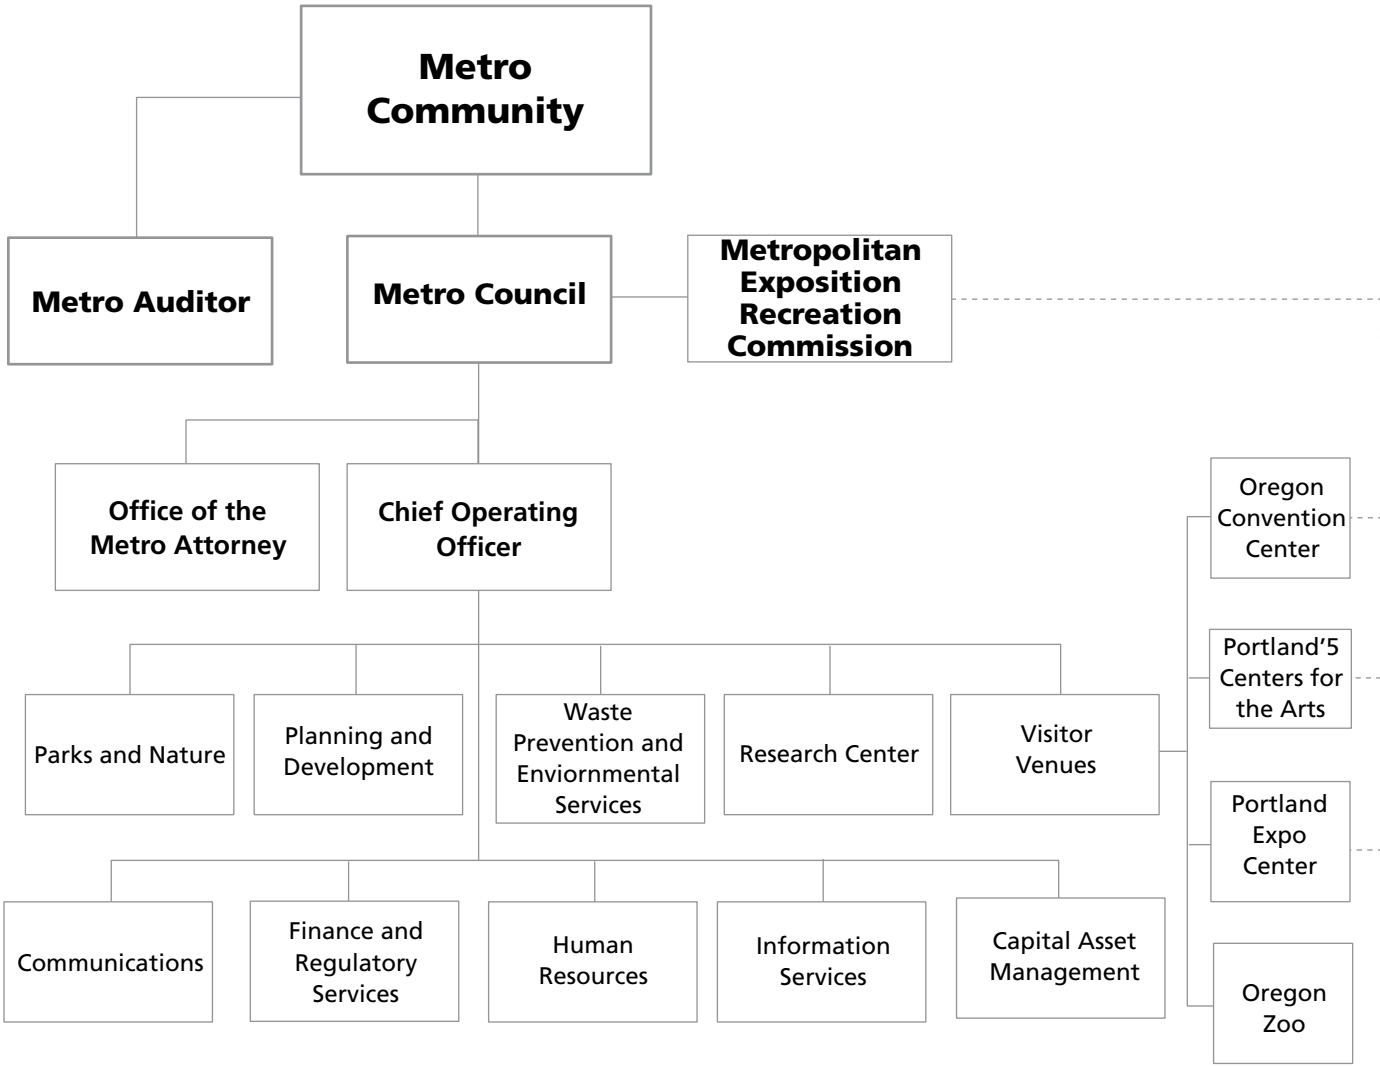 Metro
Community
Metro Auditor
Metro Council
Metropolitan
Exposition
Recreation
Commission
Office of the
Metro Attorney
Chief Operating
Officer
Oregon
Convention
Center
Portland’5
Centers for
the Arts
Parks and Nature
Planning and
Development
Waste
Prevention and
Enviornmental
Services
Research Center
Visitor
Venues
Portland
Expo
Center
Communications
Finance and
Regulatory
Services
Human
Resources
Information
Services
Capital Asset
Management
Oregon
Zoo